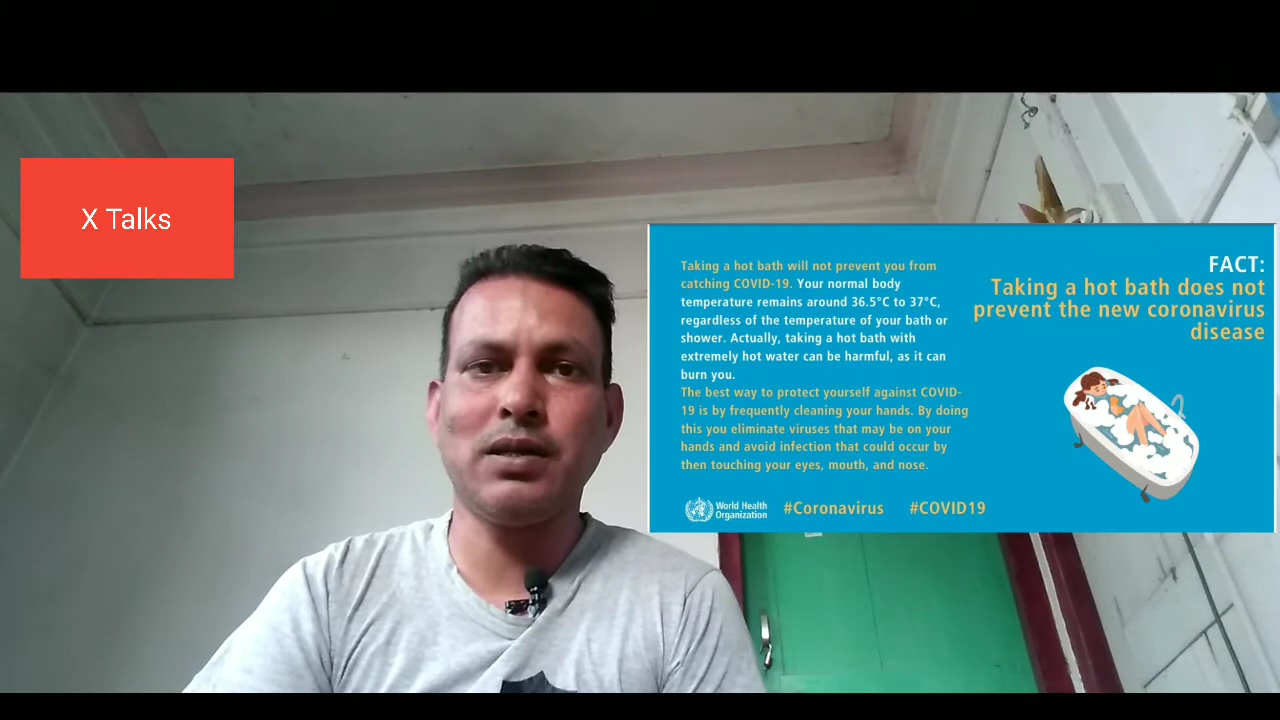 X Talks
Taking a hot bath will not prevent you from
catching COVID-19. Your normal body
temperature remains around 36.5°C to 37°C,
regardless of the temperature of your bath or
shower. Actually, taking a hot bath with
extremely hot water can be harmful, as it can
burn you.
The best way to protect yourself against COVID-
19 is by frequently cleaning your hands. By doing
this you eliminate viruses that may be on your
hands and avoid infection that could occur by
then touching your eyes, mouth, and nose.
World Health
Organization
#Coronavirus #COVID19
FACT:
Taking a hot bath does not
prevent the new coronavirus
disease